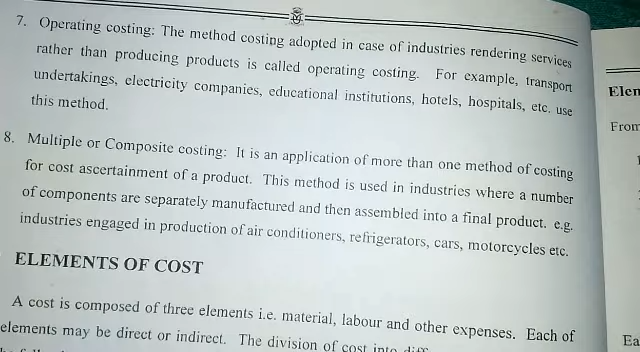 7. Operating costing: The method costing adopted in case of industries rendering services
rather than producing products is called operating costing. For example, transport
undertakings, electricity companies, educational institutions, hotels, hospitals, etc. use
this method.
8. Multiple or Composite costing: It is an application of more than one method of costing
for cost ascertainment of a product. This method is used in industries where a number
of components are separately manufactured and then assembled into a final product. e.g.
industries engaged in production of air conditioners, refrigerators, cars, motorcycles etc.
ELEMENTS OF COST
A cost is composed of three elements i.e. material, labour and other expenses. Each of
elements may be direct or indirect. The division of cost into
Elem
From
Ea